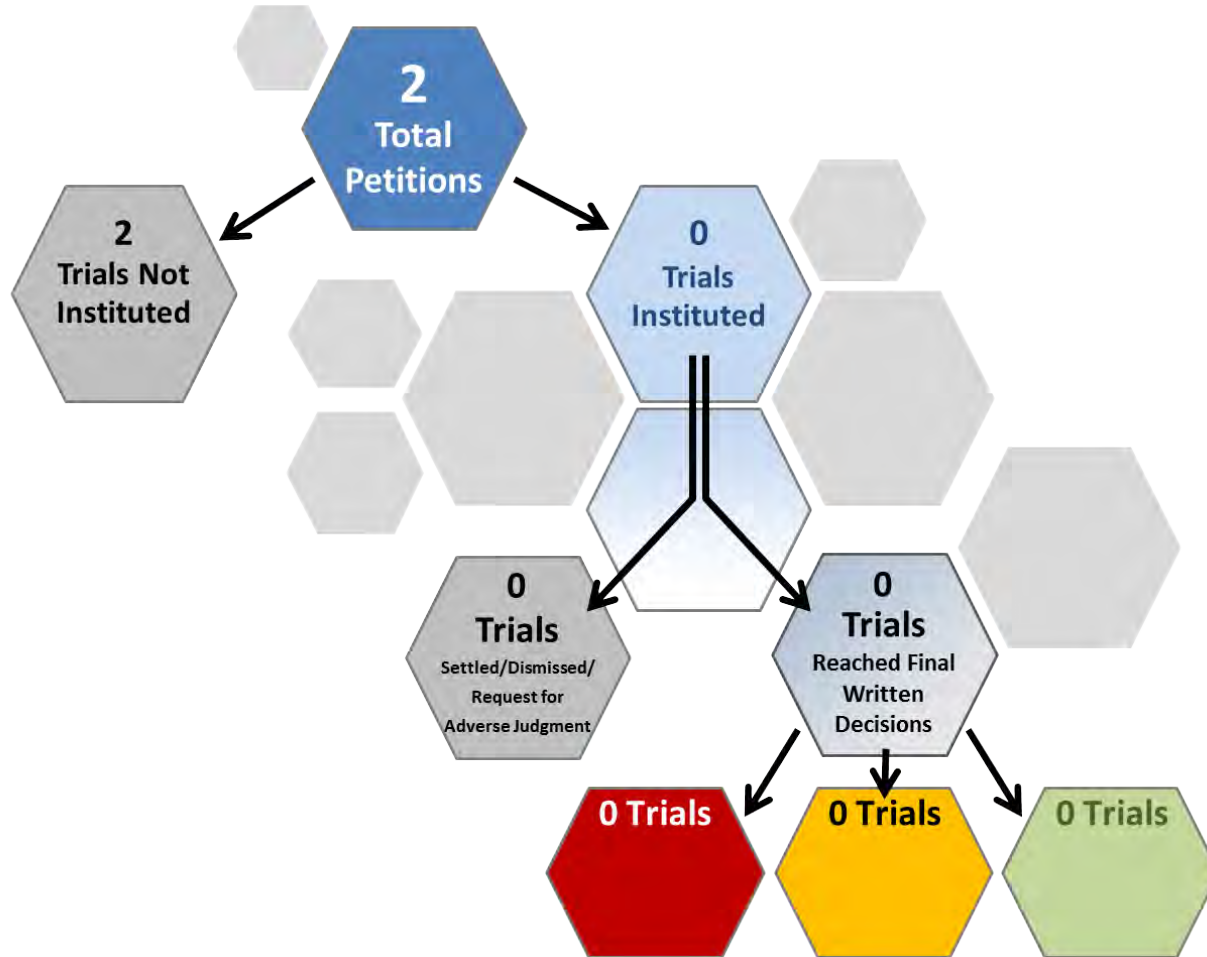 2
Total
Petitions
2
Trials Not
Instituted
0
Trials
Instituted
0
Trials
Settled/Dismissed/
Request for
Adverse Judgment
0
Trials
Reached Final
Written
Decisions
0 Trials
0 Trials
0 Trials